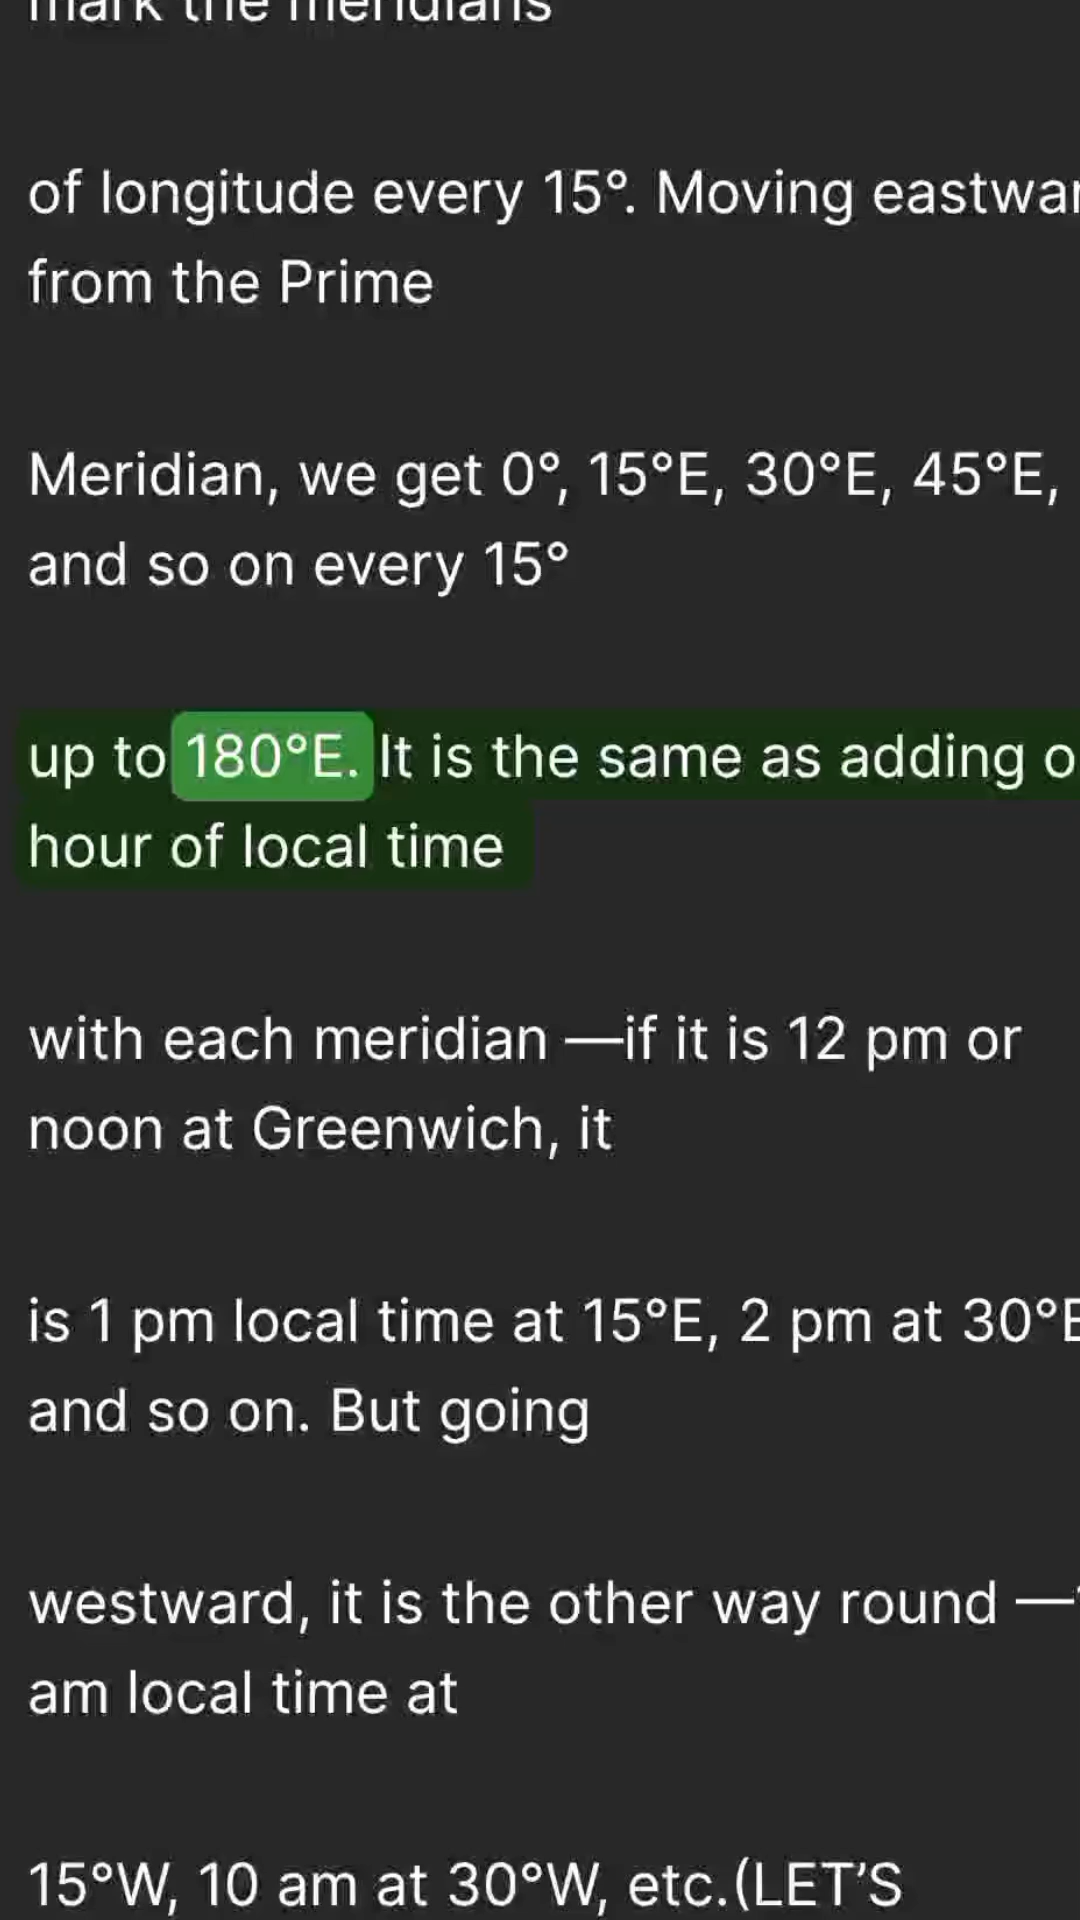 mark the meridians
of longitude every 15°. Moving
from the Prime
Meridian, we get 0°, 15°E, 30°E, 45°E,
and so on every 15°
up to 180°E. It is the same as adding
hour of local time
with each meridian —if it is 12 pm or
noon at Greenwich, it
is 1 pm local time at 15°E, 2 pm at 30°E
and so on. But going
westward, it is the other way round —
am local time at
15°W, 10 am at 30°W, etc.(LET’S